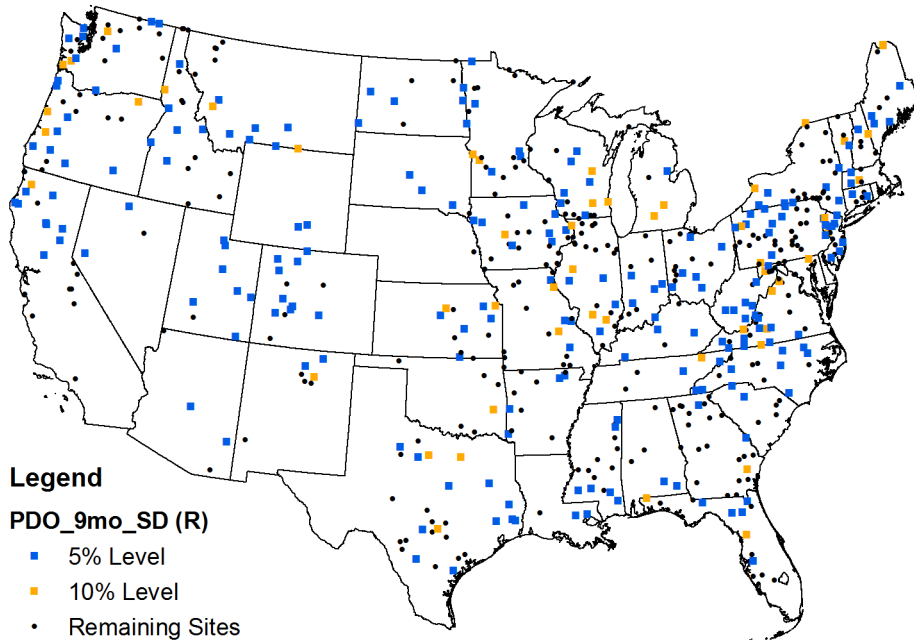 Legend
PDO_9mo_SD (R)
5% Level
10% Level
Remaining Sites